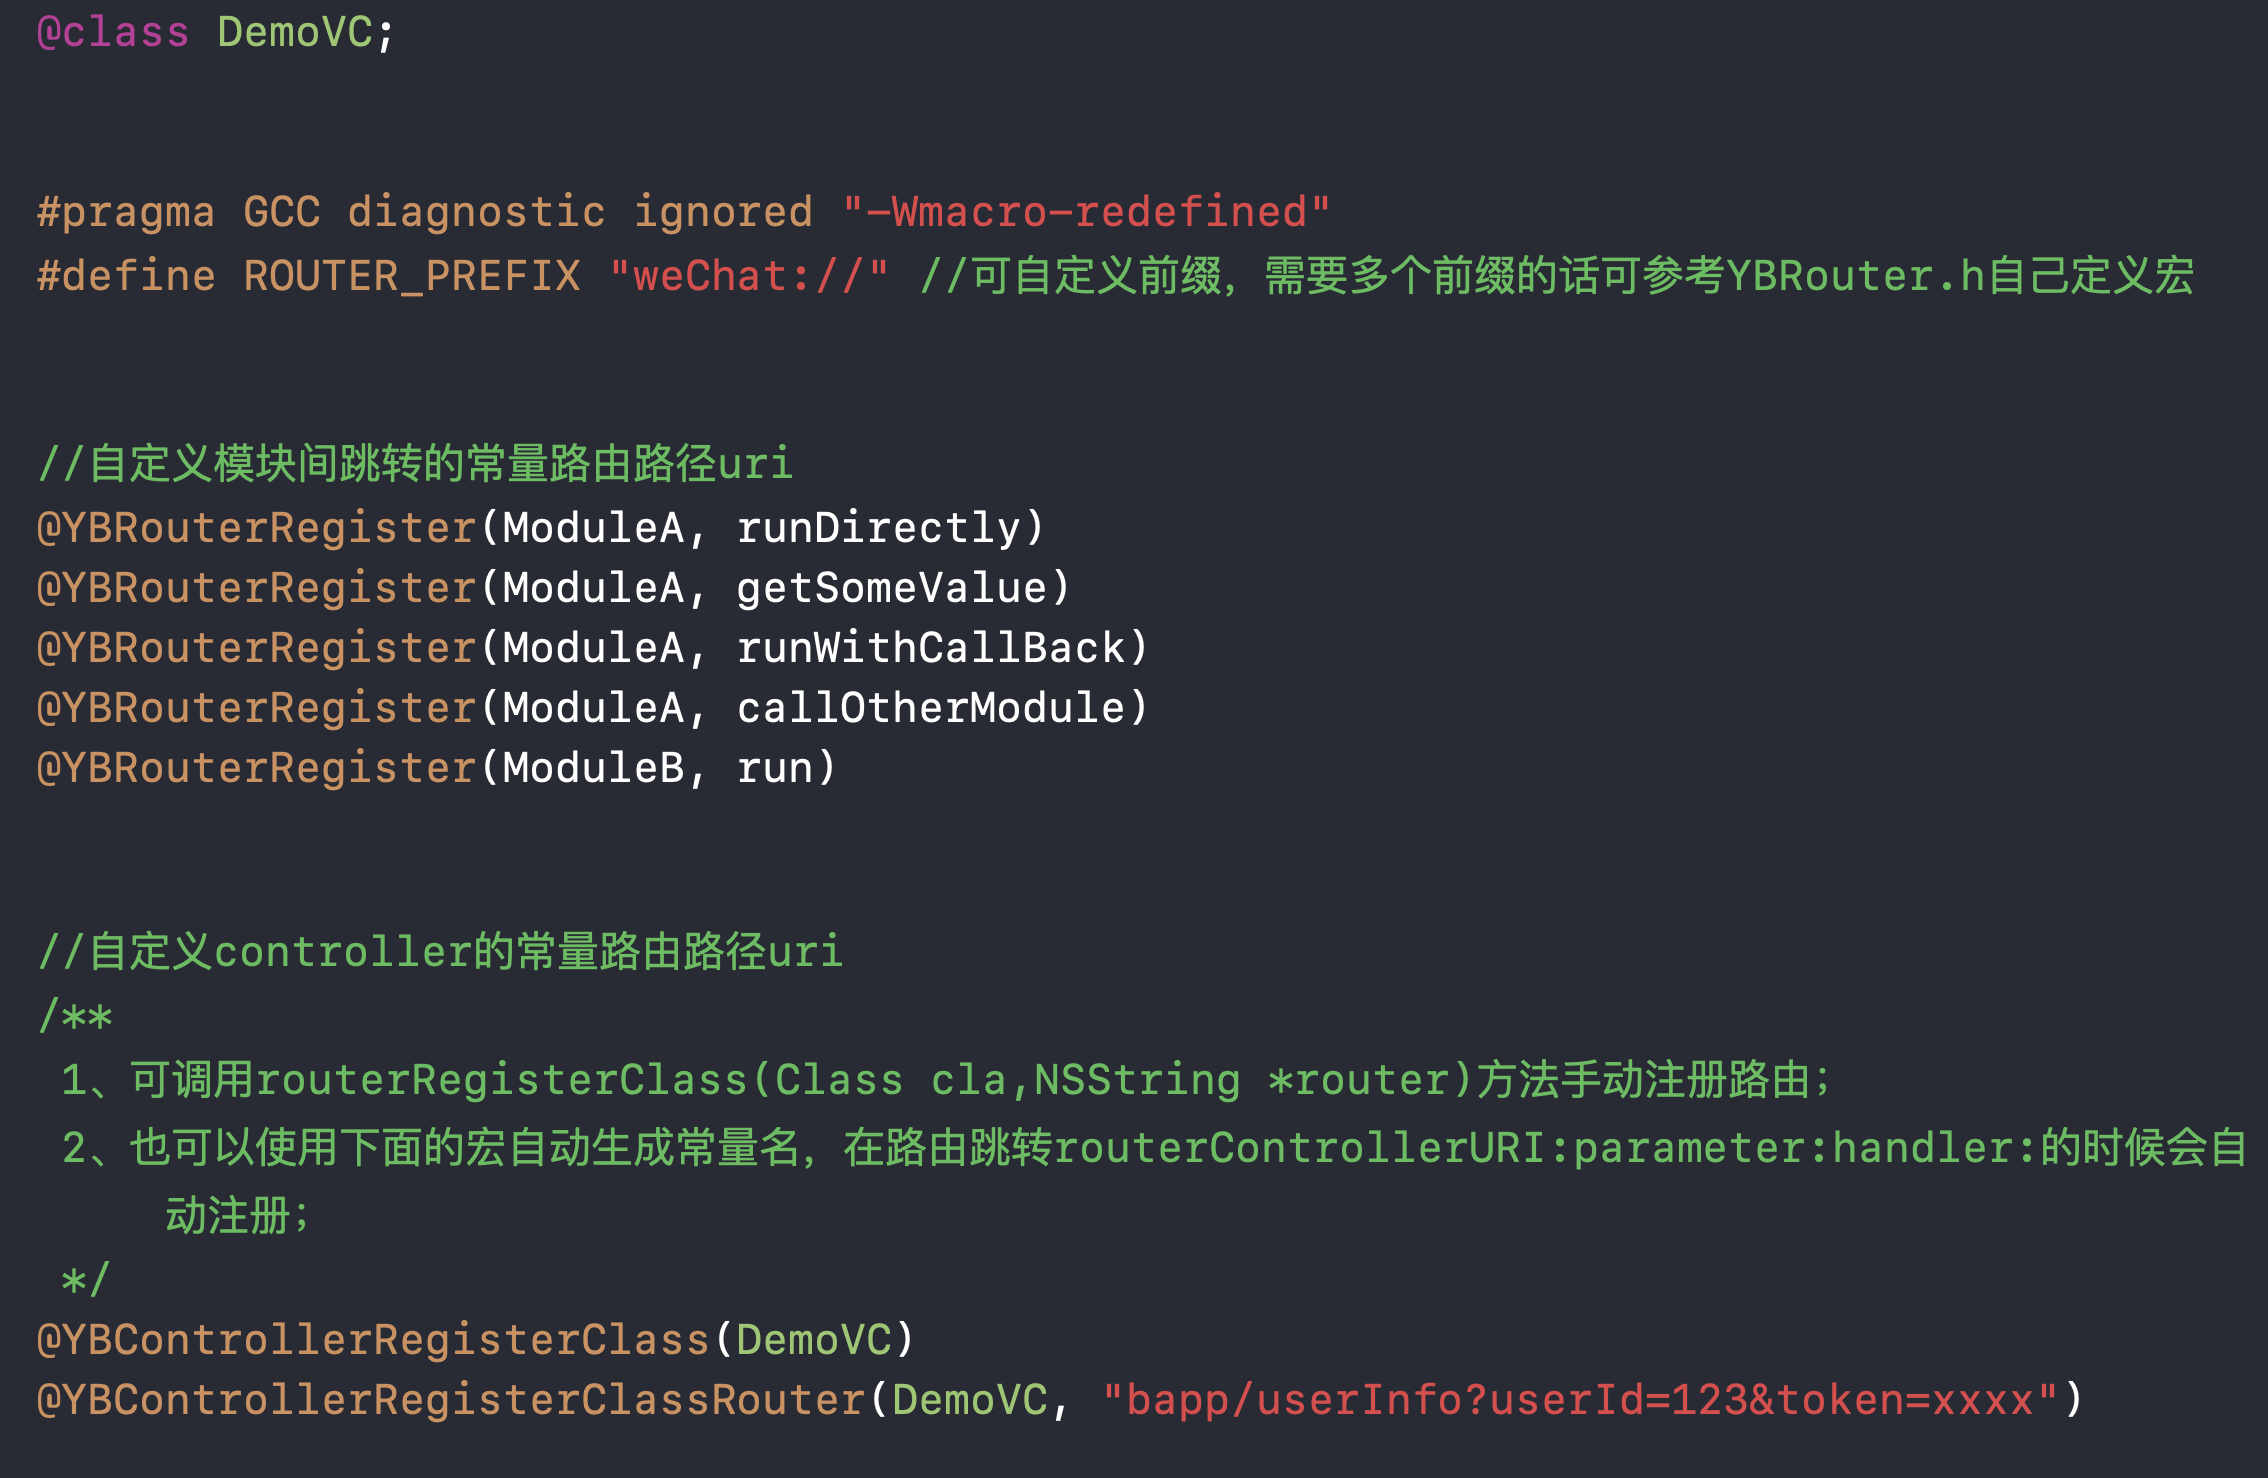 @class DemoVC;
#pragma GCC diagnostic ignored "-Wmacro-redefined"
#define ROUTER_PREFIX "weChat://" //可自定义前缀，需要多个前缀的话可参考YBRouter.h自己定义宏
//自定义模块间跳转的常量路由路径uri
@YBRouterRegister(ModuleA, runDirectly)
@YBRouterRegister(ModuleA, getSomeValue)
@YBRouterRegister(ModuleA, runWithCallBack)
@YBRouterRegister(ModuleA, callOtherModule)
@YBRouterRegister(ModuleB, run)
//自定义controller的常量路由路径uri
/**
1、可调用routerRegisterClass(Class cla,NSString *router)方法手动注册路由；
2、也可以使用下面的宏自动生成常量名，在路由跳转routerControllerURI:parameter:handler:的时候会自
动注册；
*/
@YBControllerRegisterClass(DemoVC)
@YBControllerRegisterClassRouter(DemoVC, "bapp/userInfo?userId=123&token=xxxx")